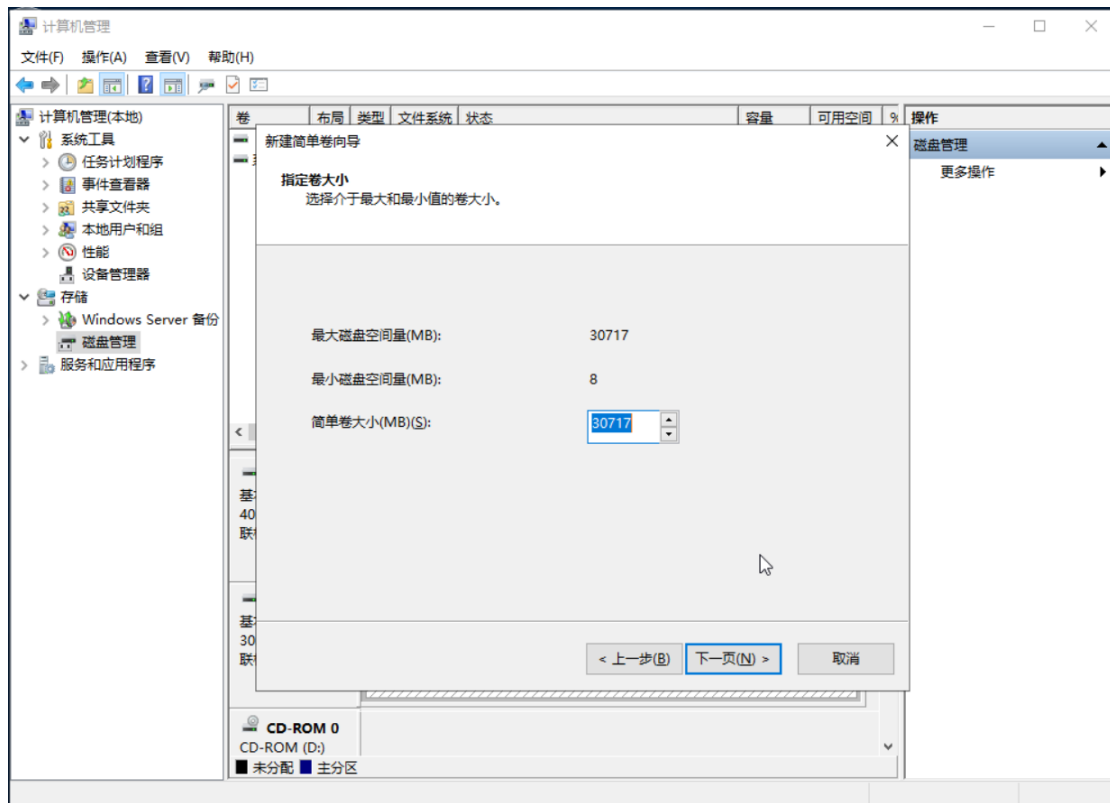 计算机管理
文件(F) 操作(A) 查看(V) 帮助(H)
计算机管理(本地)
系统工具
任务计划程序
事件查看器
共享文件夹
本地用户和组
性能
设备管理器
存储
Windows Server 备份
磁盘管理
服务和应用程序
卷 布局 类型 文件系统 状态 容量 可用空间 %
新建简单卷向导
指定卷大小
选择介于最大和最小值的卷大小。
最大磁盘空间量(MB): 30717
最小磁盘空间量(MB): 8
简单卷大小(MB)(S): 30717
< 上一步(B) 下一页(N) > 取消
基
40
联
基
30
联
CD-ROM 0
CD-ROM (D:)
未分配 主分区
操作
磁盘管理
更多操作